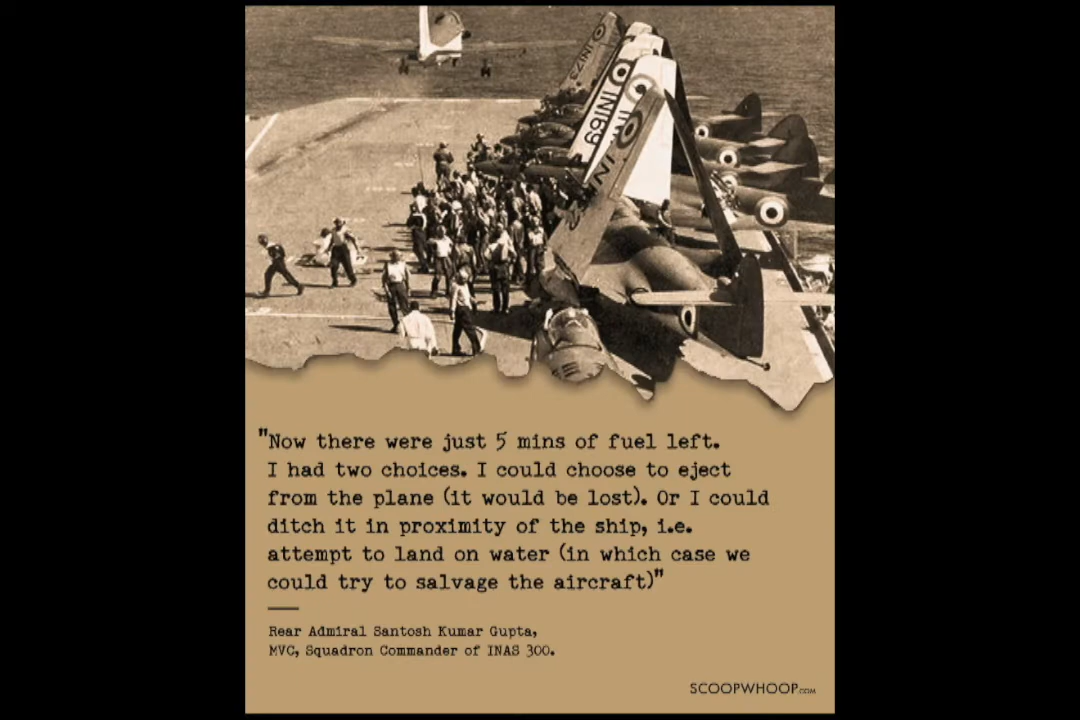 IN173
IN169
IN
"Now there were just 5 mins of fuel left.
I had two choices. I could choose to eject
from the plane (it would be lost). Or I could
ditch it in proximity of the ship, i.e.
attempt to land on water (in which case we
could try to salvage the aircraft)"
Rear Admiral Santosh Kumar Gupta,
MVC, Squadron Commander of INAS 300.
SCOOPWHOOP.COM